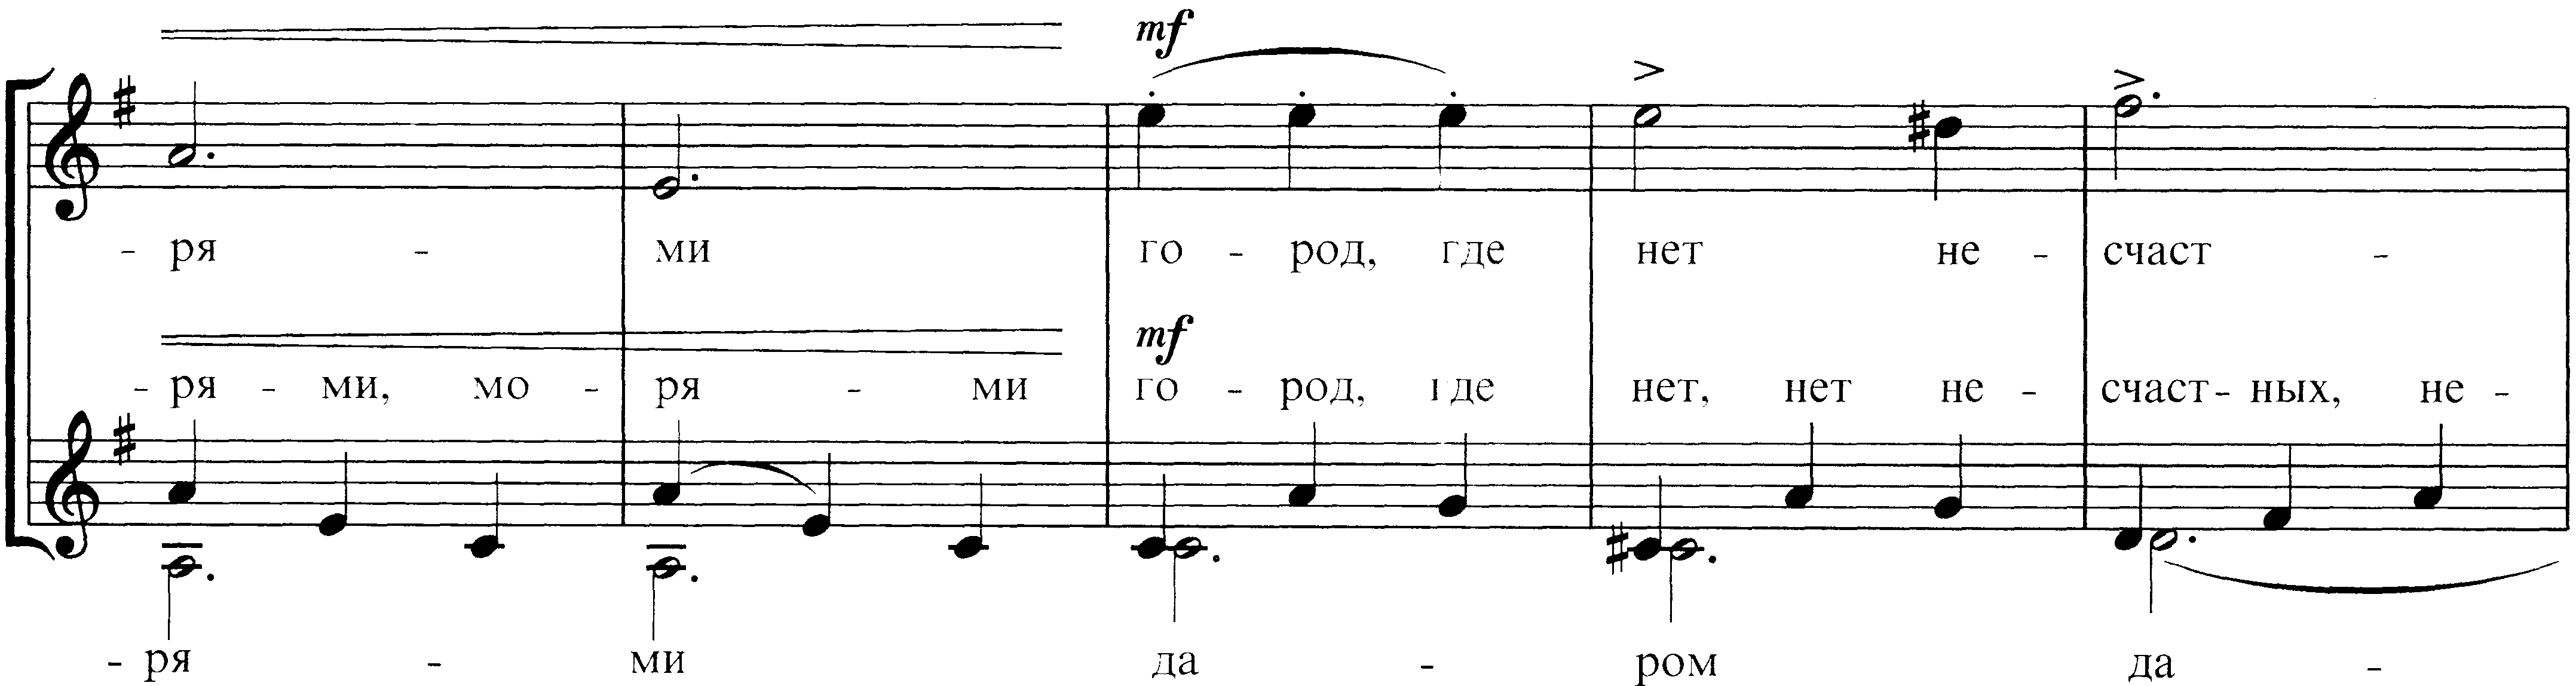 mf
- ря - ми го - род, где нет не - счаст -
mf
- ря - ми, мо - ря - ми го - род, где нет, нет не - счаст - ных, не -
- ря - ми да - ром да -